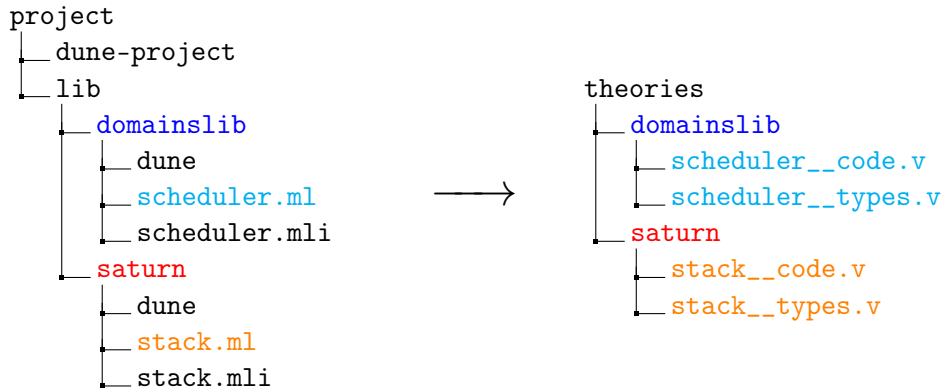 project
dune-project
lib
domainslib
dune
scheduler.ml
scheduler.mli
saturn
dune
stack.ml
stack.mli
theories
domainslib
scheduler__code.v
scheduler__types.v
saturn
stack__code.v
stack__types.v